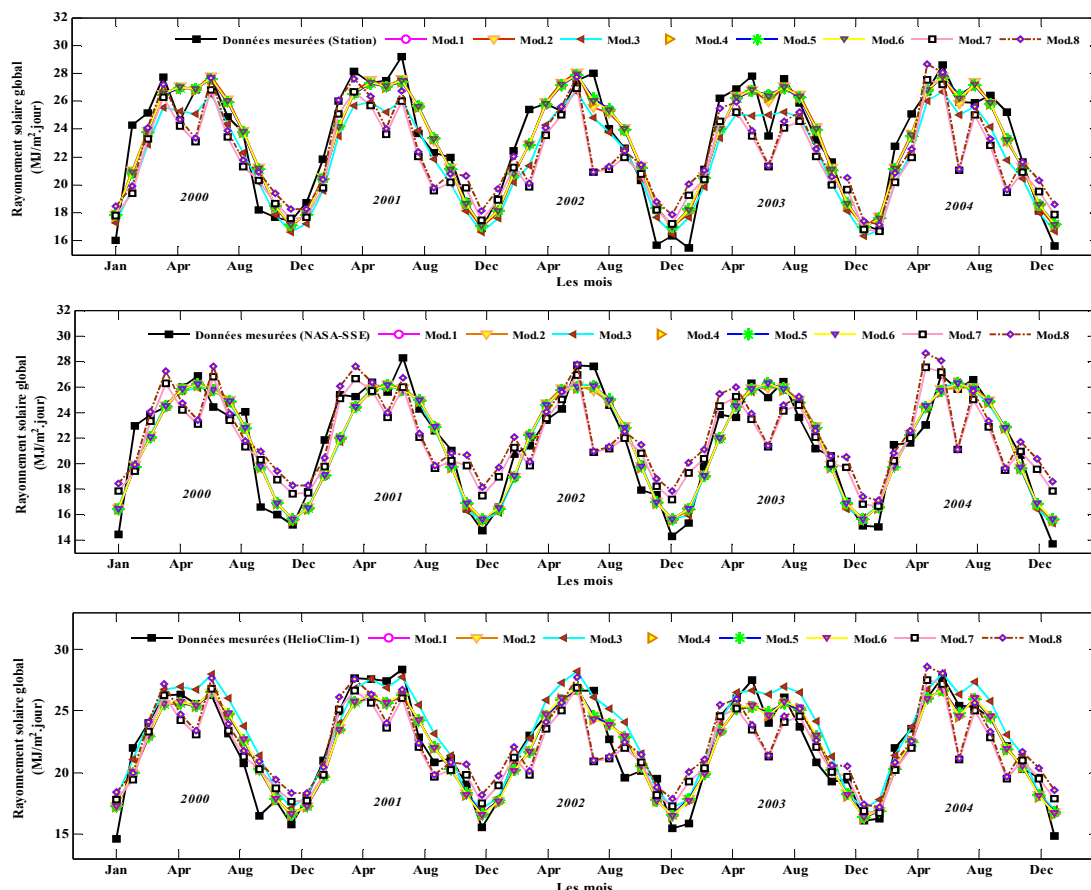 32
30
28
26
24
22
20
18
16
Rayonnement solaire global
(MJ/m².jour)
Données mesurées (Station) Mod.1 Mod.2 Mod.3 Mod.4 Mod.5 Mod.6 Mod.7 Mod.8
2000 2001 2002 2003 2004
Jan Apr Aug Dec Apr Aug Dec Apr Aug Dec Apr Aug Dec Apr Aug Dec
Les mois
32
30
28
26
24
22
20
18
16
14
Rayonnement solaire global
(MJ/m².jour)
Données mesurées (NASA-SSE) Mod.1 Mod.2 Mod.3 Mod.4 Mod.5 Mod.6 Mod.7 Mod.8
2000 2001 2002 2003 2004
Jan Apr Aug Dec Apr Aug Dec Apr Aug Dec Apr Aug Dec Apr Aug Dec
Les mois
30
25
20
15
Rayonnement solaire global
(MJ/m².jour)
Données mesurées (HelioClim-1) Mod.1 Mod.2 Mod.3 Mod.4 Mod.5 Mod.6 Mod.7 Mod.8
2000 2001 2002 2003 2004
Jan Apr Aug Dec Apr Aug Dec Apr Aug Dec Apr Aug Dec Apr Aug Dec
Les mois